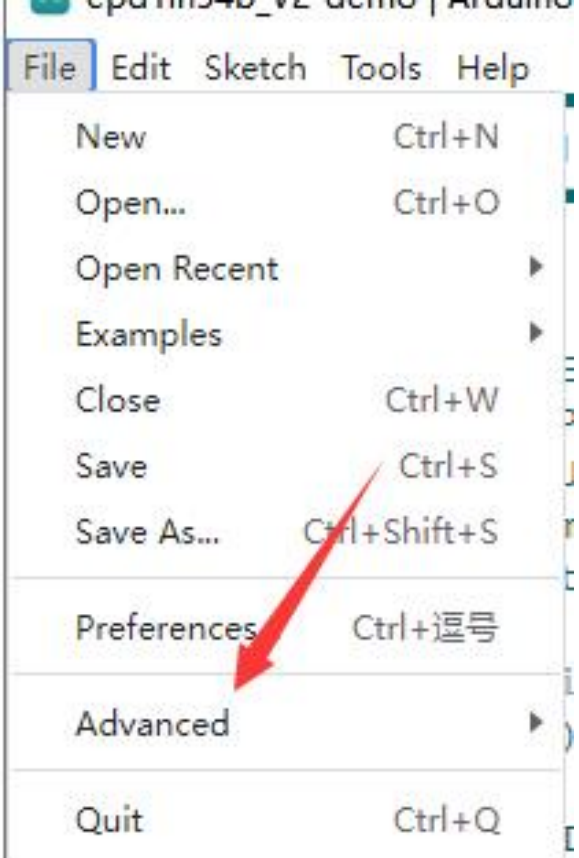 File Edit Sketch Tools Help
New Ctrl+N
Open... Ctrl+O
Open Recent
Examples
Close Ctrl+W
Save Ctrl+S
Save As... Ctrl+Shift+S
Preferences Ctrl+逗号
Advanced
Quit Ctrl+Q